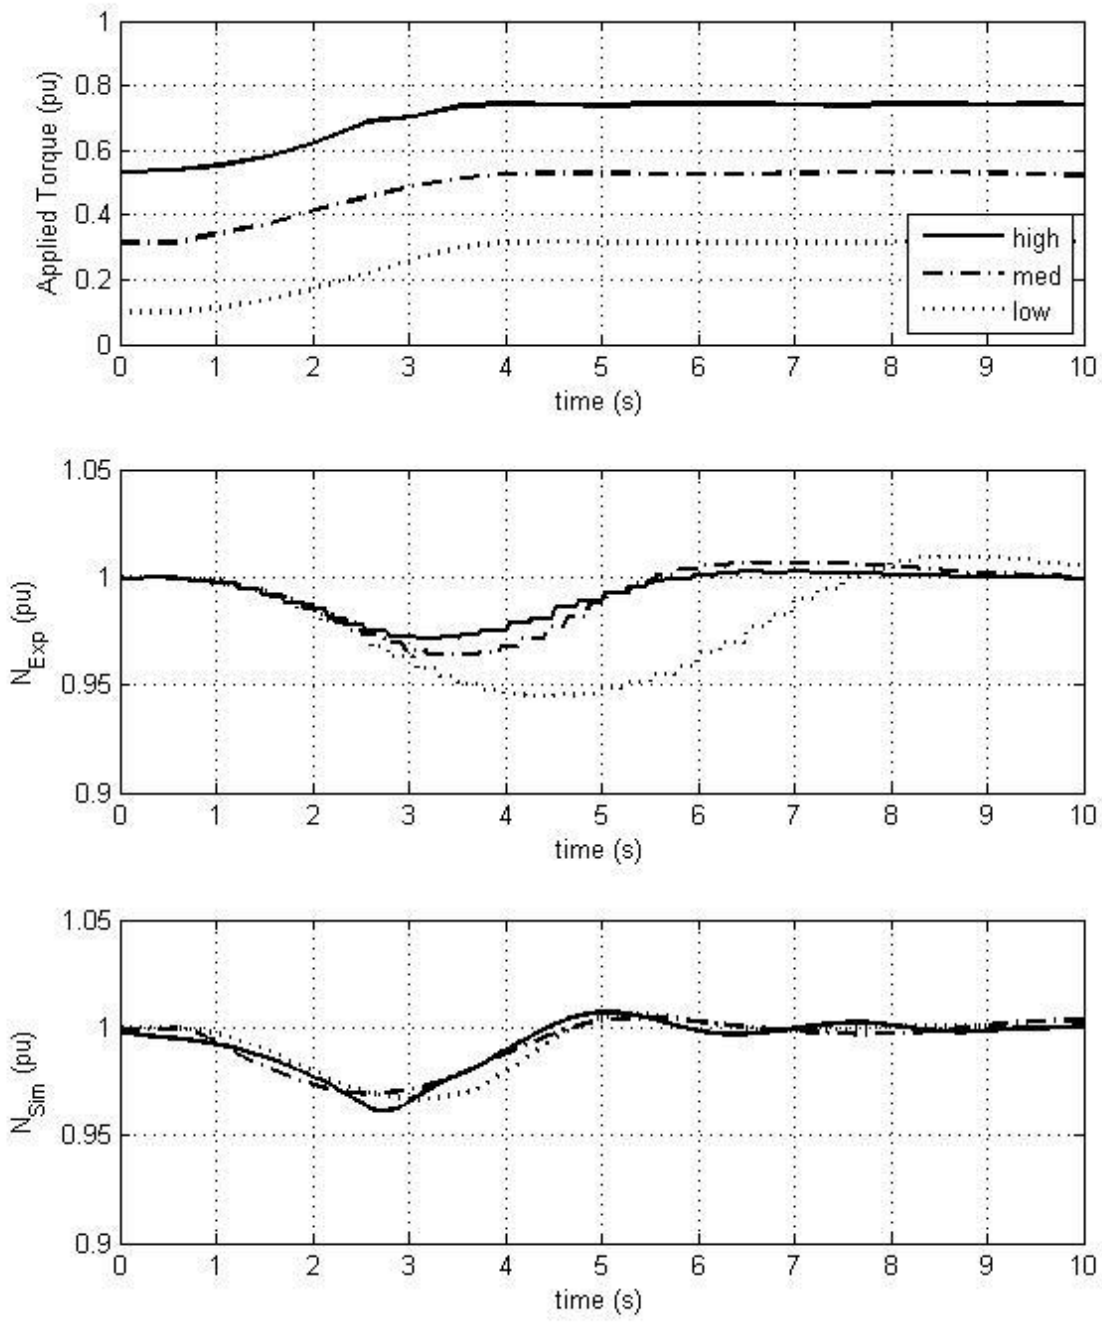 Applied Torque (pu)
1
0.8
0.6
0.4
0.2
0
high
med
low
0 1 2 3 4 5 6 7 8 9 10
time (s)
N_Exp (pu)
1.05
1
0.95
0.9
0 1 2 3 4 5 6 7 8 9 10
time (s)
N_Sim (pu)
1.05
1
0.95
0.9
0 1 2 3 4 5 6 7 8 9 10
time (s)